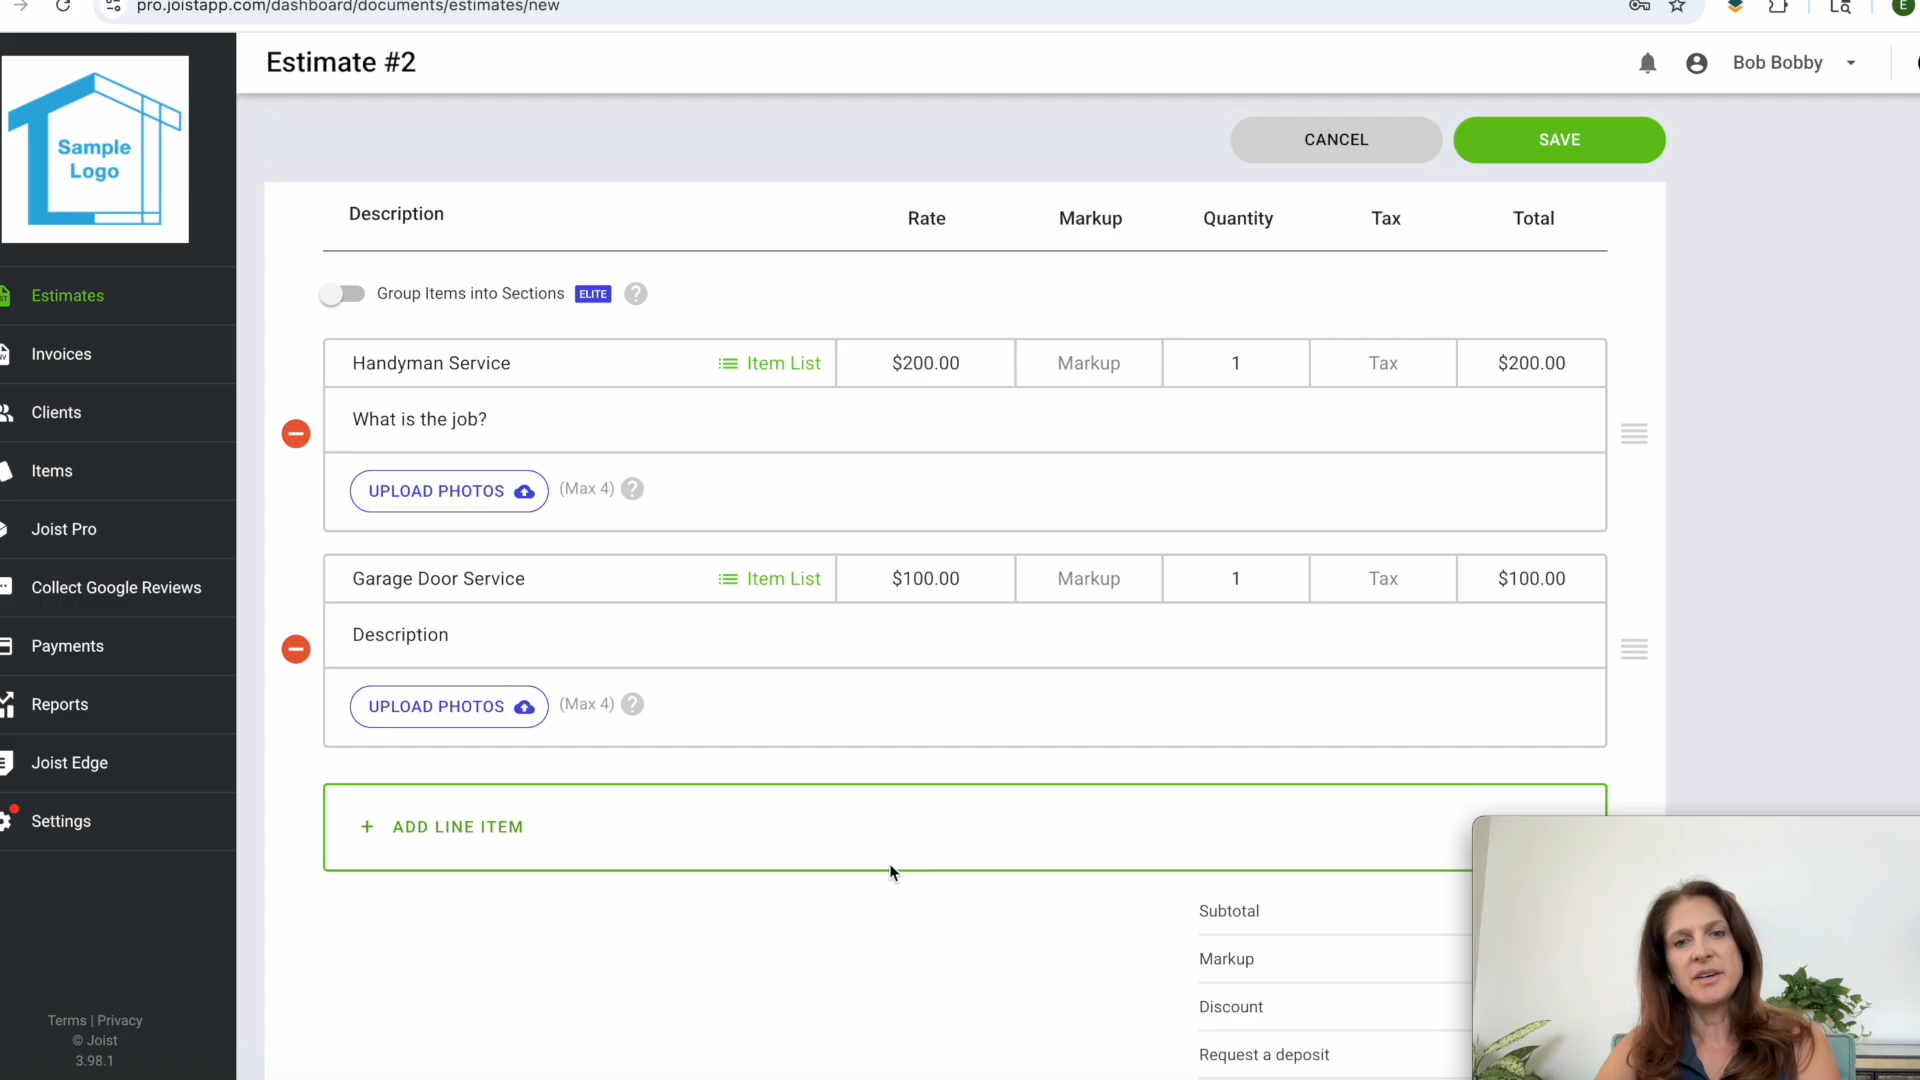 pro.joistapp.com/dashboard/documents/estimates/new
E
Estimate #2
Bob Bobby
Sample
Logo
CANCEL
SAVE
Description
Rate
Markup
Quantity
Tax
Total
Group Items into Sections
ELITE
?
Estimates
Invoices
Clients
Items
Joist Pro
Collect Google Reviews
Payments
Reports
Joist Edge
Settings
Handyman Service
Item List
$200.00
Markup
1
Tax
$200.00
What is the job?
UPLOAD PHOTOS
(Max 4)
?
Garage Door Service
Item List
$100.00
Markup
1
Tax
$100.00
Description
UPLOAD PHOTOS
(Max 4)
?
+ ADD LINE ITEM
Subtotal
Markup
Discount
Request a deposit
Terms | Privacy
© Joist
3.98.1